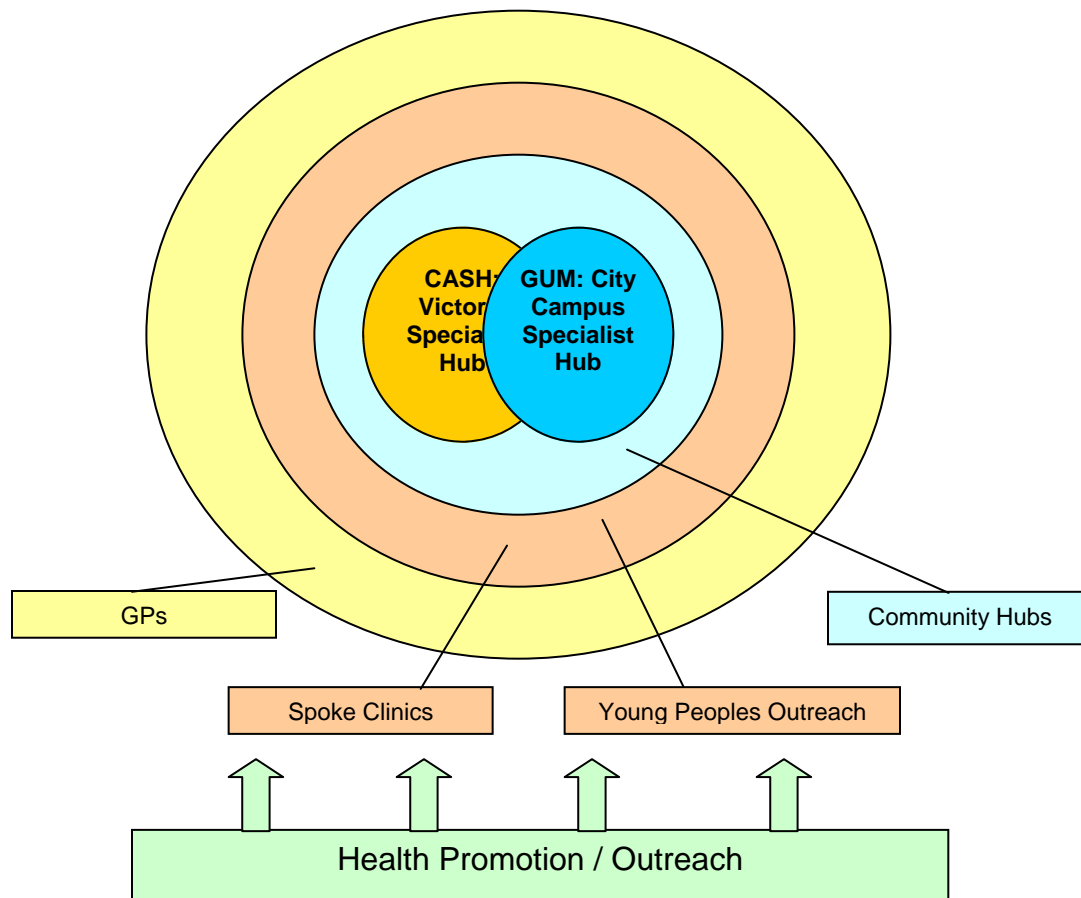 CASH:
Victor
Specia
Hub
GUM: City
Campus
Specialist
Hub
GPs
Community Hubs
Spoke Clinics
Young Peoples Outreach
Health Promotion / Outreach